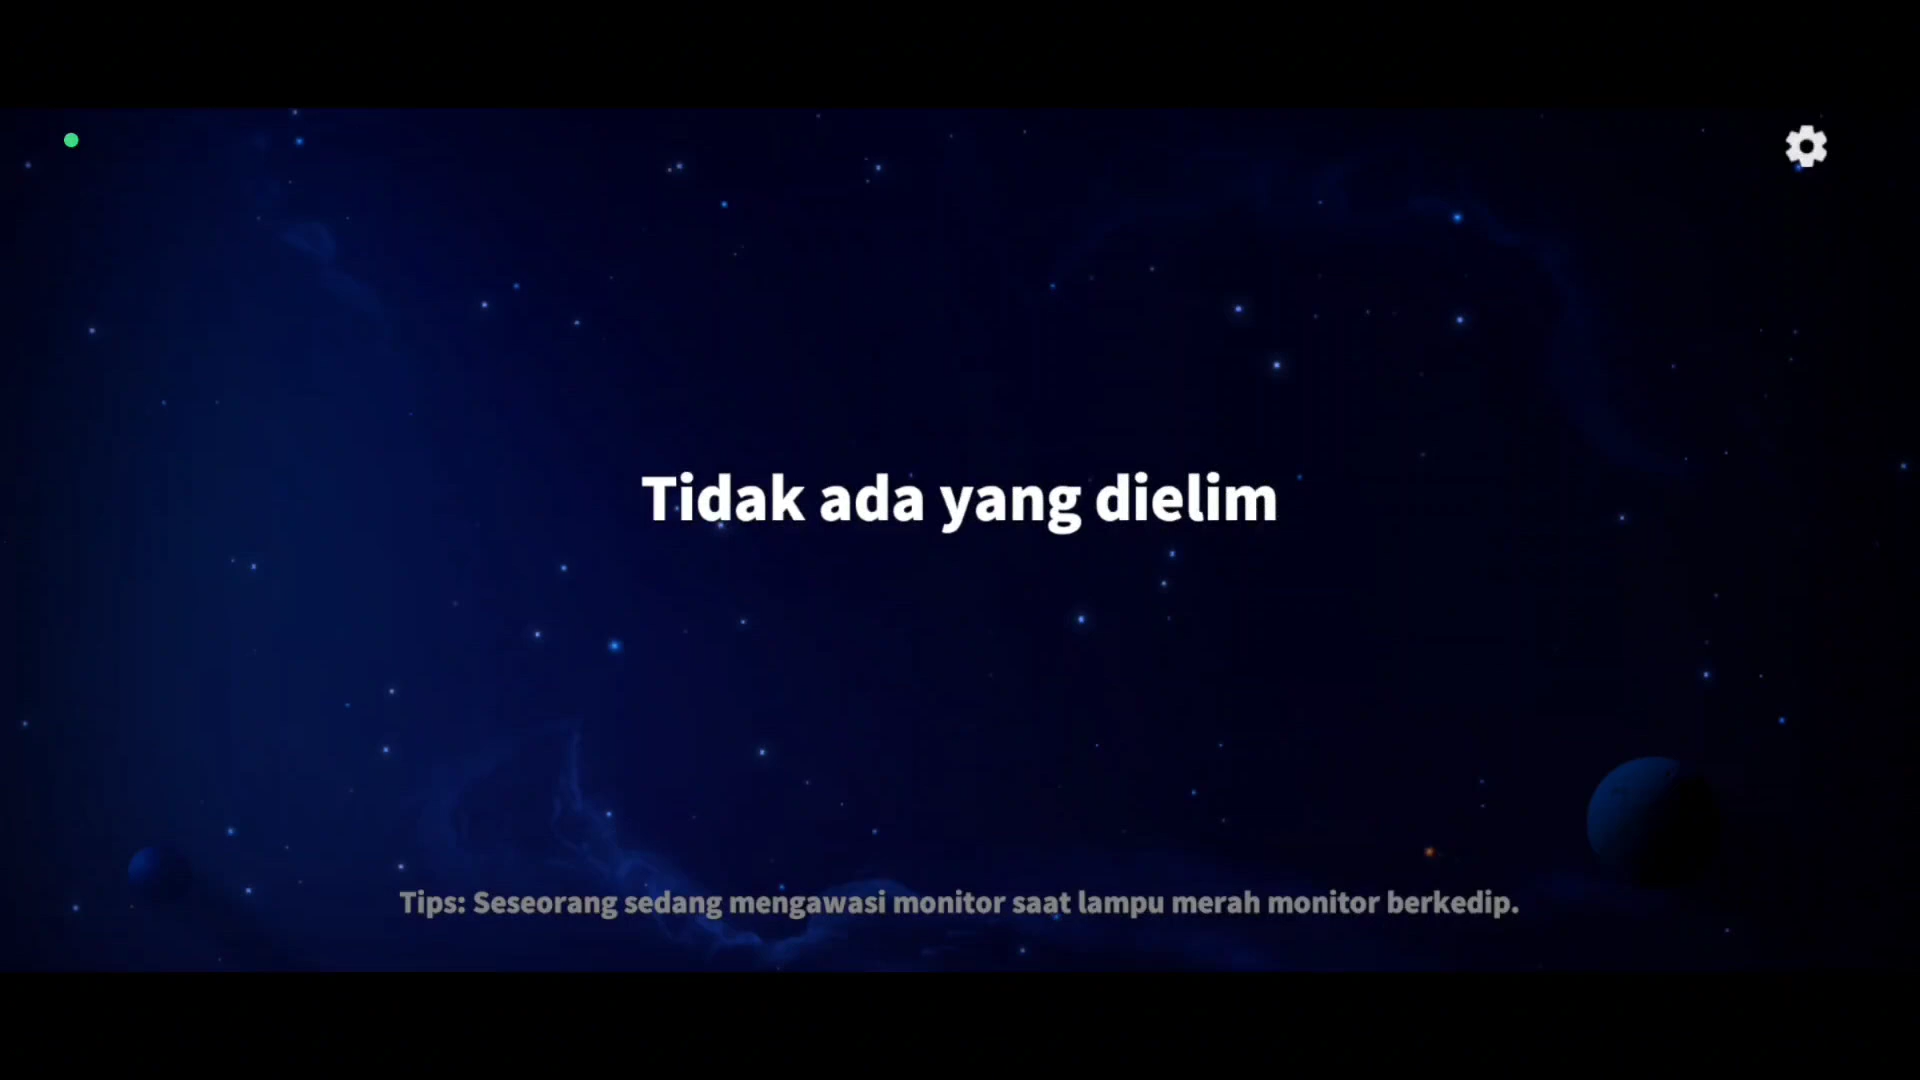 Tidak ada yang dielim
Tips: Seseorang sedang mengawasi monitor saat lampu merah monitor berkedip.